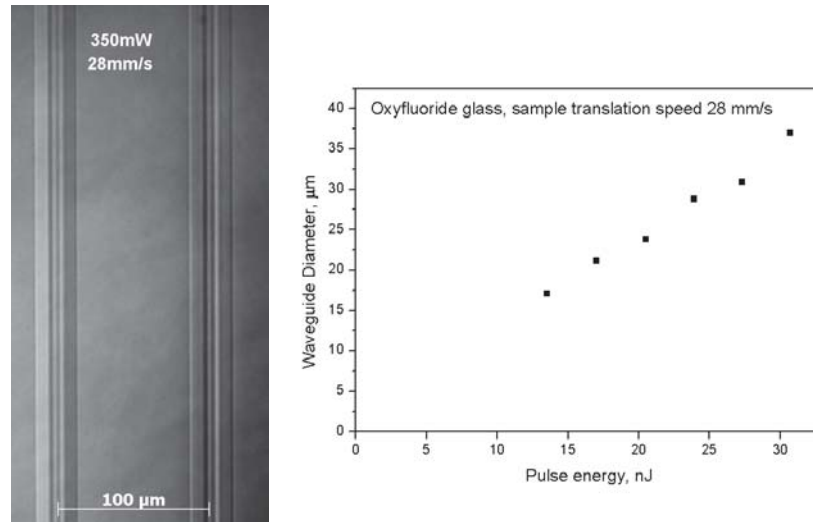 350mW
28mm/s
100 µm
Oxyfluoride glass, sample translation speed 28 mm/s
Waveguide Diameter, µm
40
35
30
25
20
15
10
5
0
0 5 10 15 20 25 30
Pulse energy, nJ